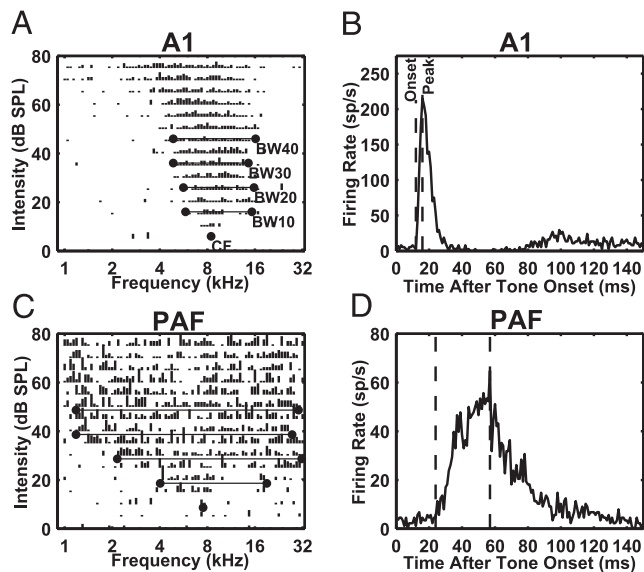 A
A1
80
60
40
20
0
Intensity (dB SPL)
BW40
BW30
BW20
BW10
CF
1 2 4 8 16 32
Frequency (kHz)
B
A1
250
200
150
100
50
0
Firing Rate (sp/s)
Onset
Peak
0 20 40 60 80 100 120 140
Time After Tone Onset (ms)
C
PAF
80
60
40
20
0
Intensity (dB SPL)
1 2 4 8 16 32
Frequency (kHz)
D
PAF
80
60
40
20
0
Firing Rate (sp/s)
0 20 40 60 80 100 120 140
Time After Tone Onset (ms)